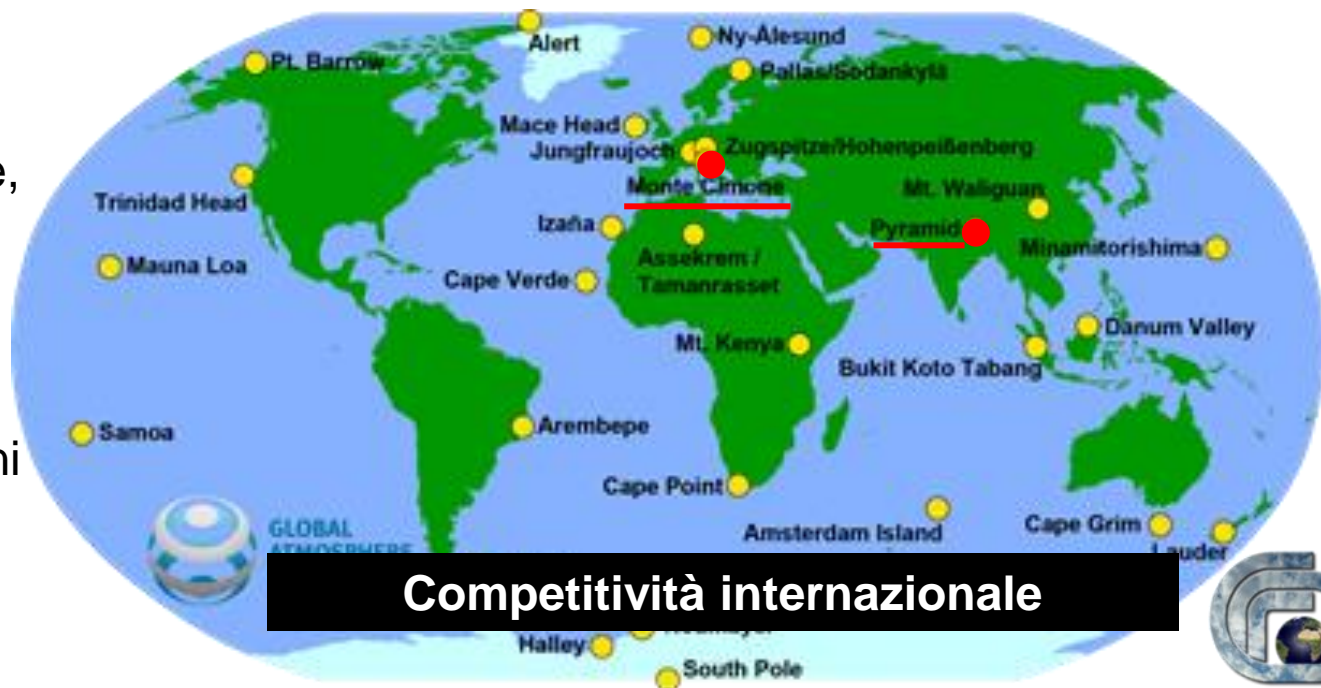 Alert
Ny-Ålesund
Pt. Barrow
Pallas/Sodankylä
Mace Head
Jungfraujoch
Zugspitze/Hohenpeißenberg
e,
Trinidad Head
Monte Cimone
Mt. Waliguan
Izaña
Pyramid
Minamitorishima
Mauna Loa
Cape Verde
Assekrem /
Tamanrasset
Danum Valley
Mt. Kenya
Bukit Koto Tabang
Samoa
Arembepe
ni
Cape Point
Amsterdam Island
Cape Grim
Lauder
GLOBAL
ATMOSPHERE
Competitività internazionale
Halley
South Pole